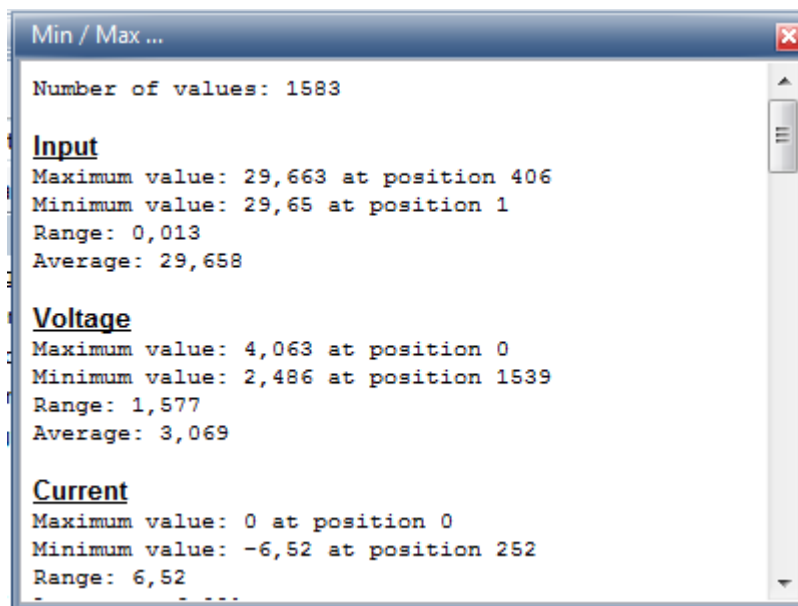 Min / Max ...
Number of values: 1583
Input
Maximum value: 29,663 at position 406
Minimum value: 29,65 at position 1
Range: 0,013
Average: 29,658
Voltage
Maximum value: 4,063 at position 0
Minimum value: 2,486 at position 1539
Range: 1,577
Average: 3,069
Current
Maximum value: 0 at position 0
Minimum value: -6,52 at position 252
Range: 6,52